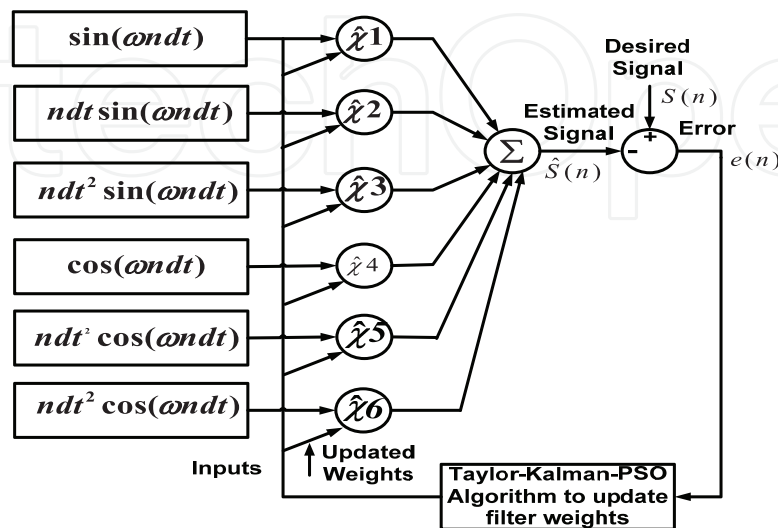 techOpe
sin(ωndt)
ndt sin(ωndt)
ndt² sin(ωndt)
cos(ωndt)
ndt² cos(ωndt)
ndt² cos(ωndt)
χ̂1
χ̂2
χ̂3
χ̂4
χ̂5
χ̂6
Σ
Estimated
Signal
Ŝ(n)
Desired
Signal
S(n)
+
-
Error
e(n)
Inputs
Updated
Weights
Taylor-Kalman-PSO
Algorithm to update
filter weights